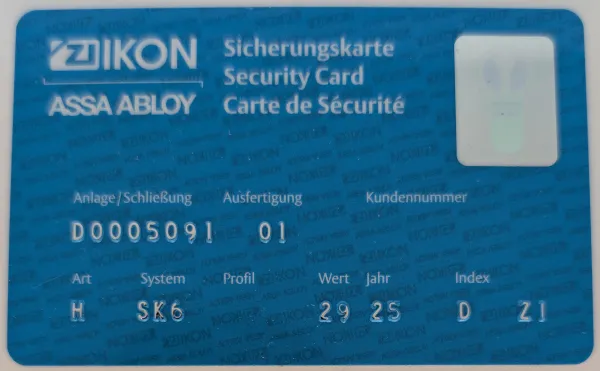 IKON
ASSA ABLOY
Sicherungskarte
Security Card
Carte de Sécurité
Anlage/Schließung Ausfertigung Kundennummer
D0005091 01
Art System Profil Wert Jahr Index
H SK6 29 25 D ZI